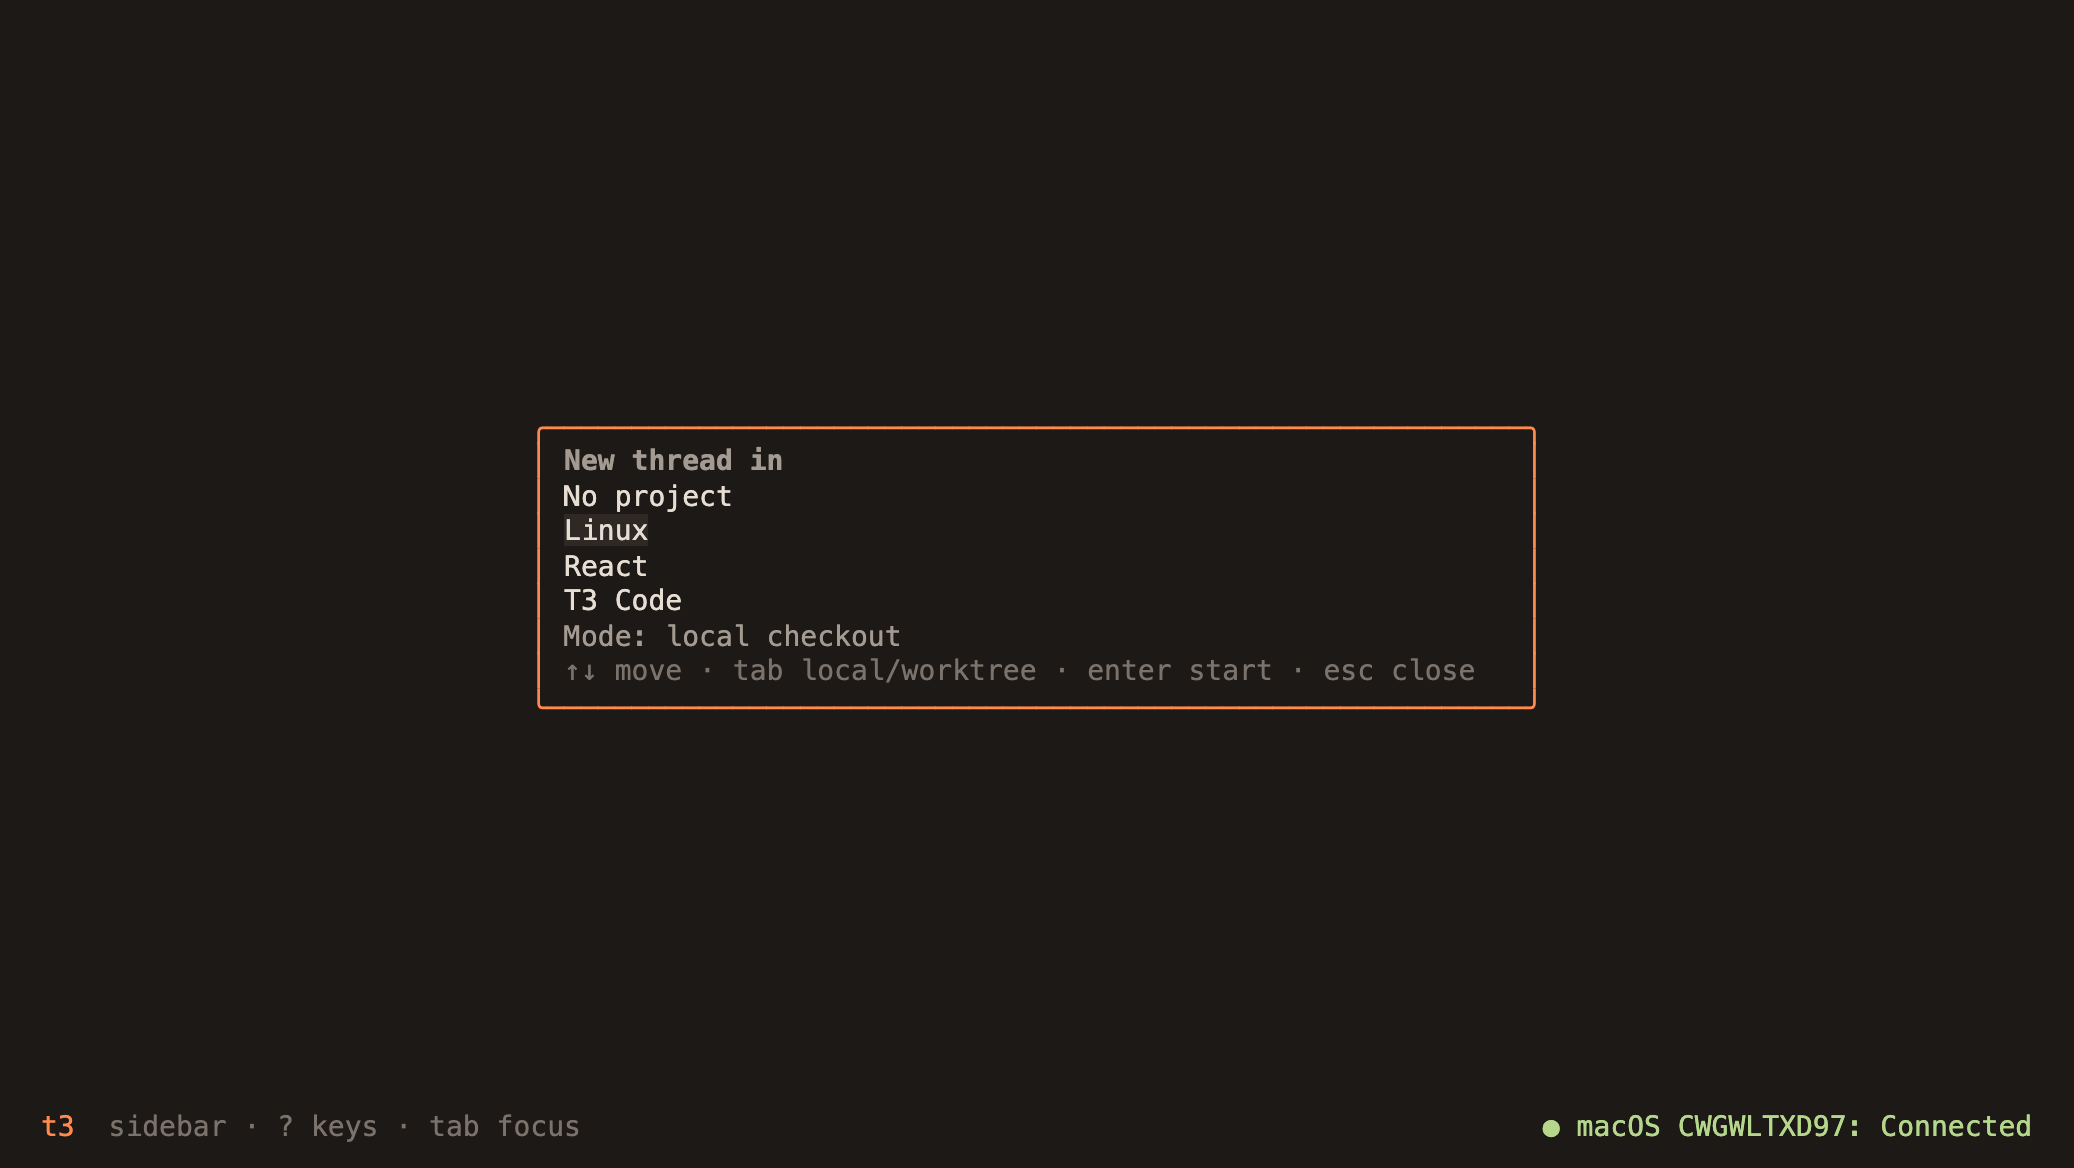 New thread in
No project
Linux
React
T3 Code
Mode: local checkout
↑↓ move · tab local/worktree · enter start · esc close
t3 sidebar · ? keys · tab focus
● macOS CWGWLTXD97: Connected